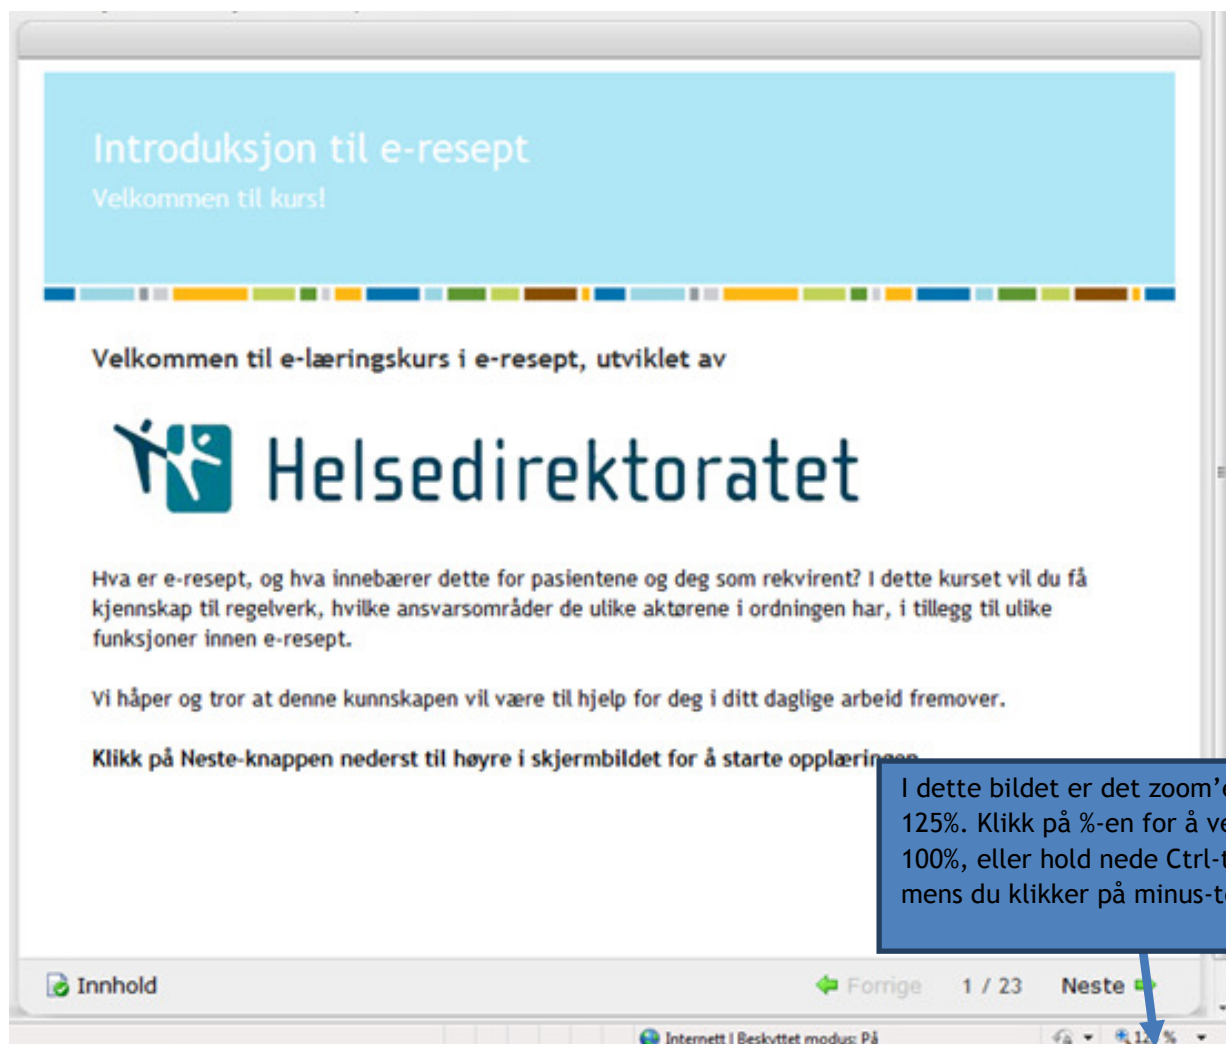 Introduksjon til e-resept
Velkommen til kurs!
Velkommen til e-læringskurs i e-resept, utviklet av
Helsedirektoratet
Hva er e-resept, og hva innebærer dette for pasientene og deg som rekvirent? I dette kurset vil du få
kjennskap til regelverk, hvilke ansvarsområder de ulike aktørene i ordningen har, i tillegg til ulike
funksjoner innen e-resept.
Vi håper og tror at denne kunnskapen vil være til hjelp for deg i ditt daglige arbeid fremover.
Klikk på Neste-knappen nederst til høyre i skjermbildet for å starte opplæringen
I dette bildet er det zoom'e
125%. Klikk på %-en for å ve
100%, eller hold nede Ctrl-t
mens du klikker på minus-t
Innhold
Forrige 1 / 23 Neste
Internett | Beskyttet modus: På